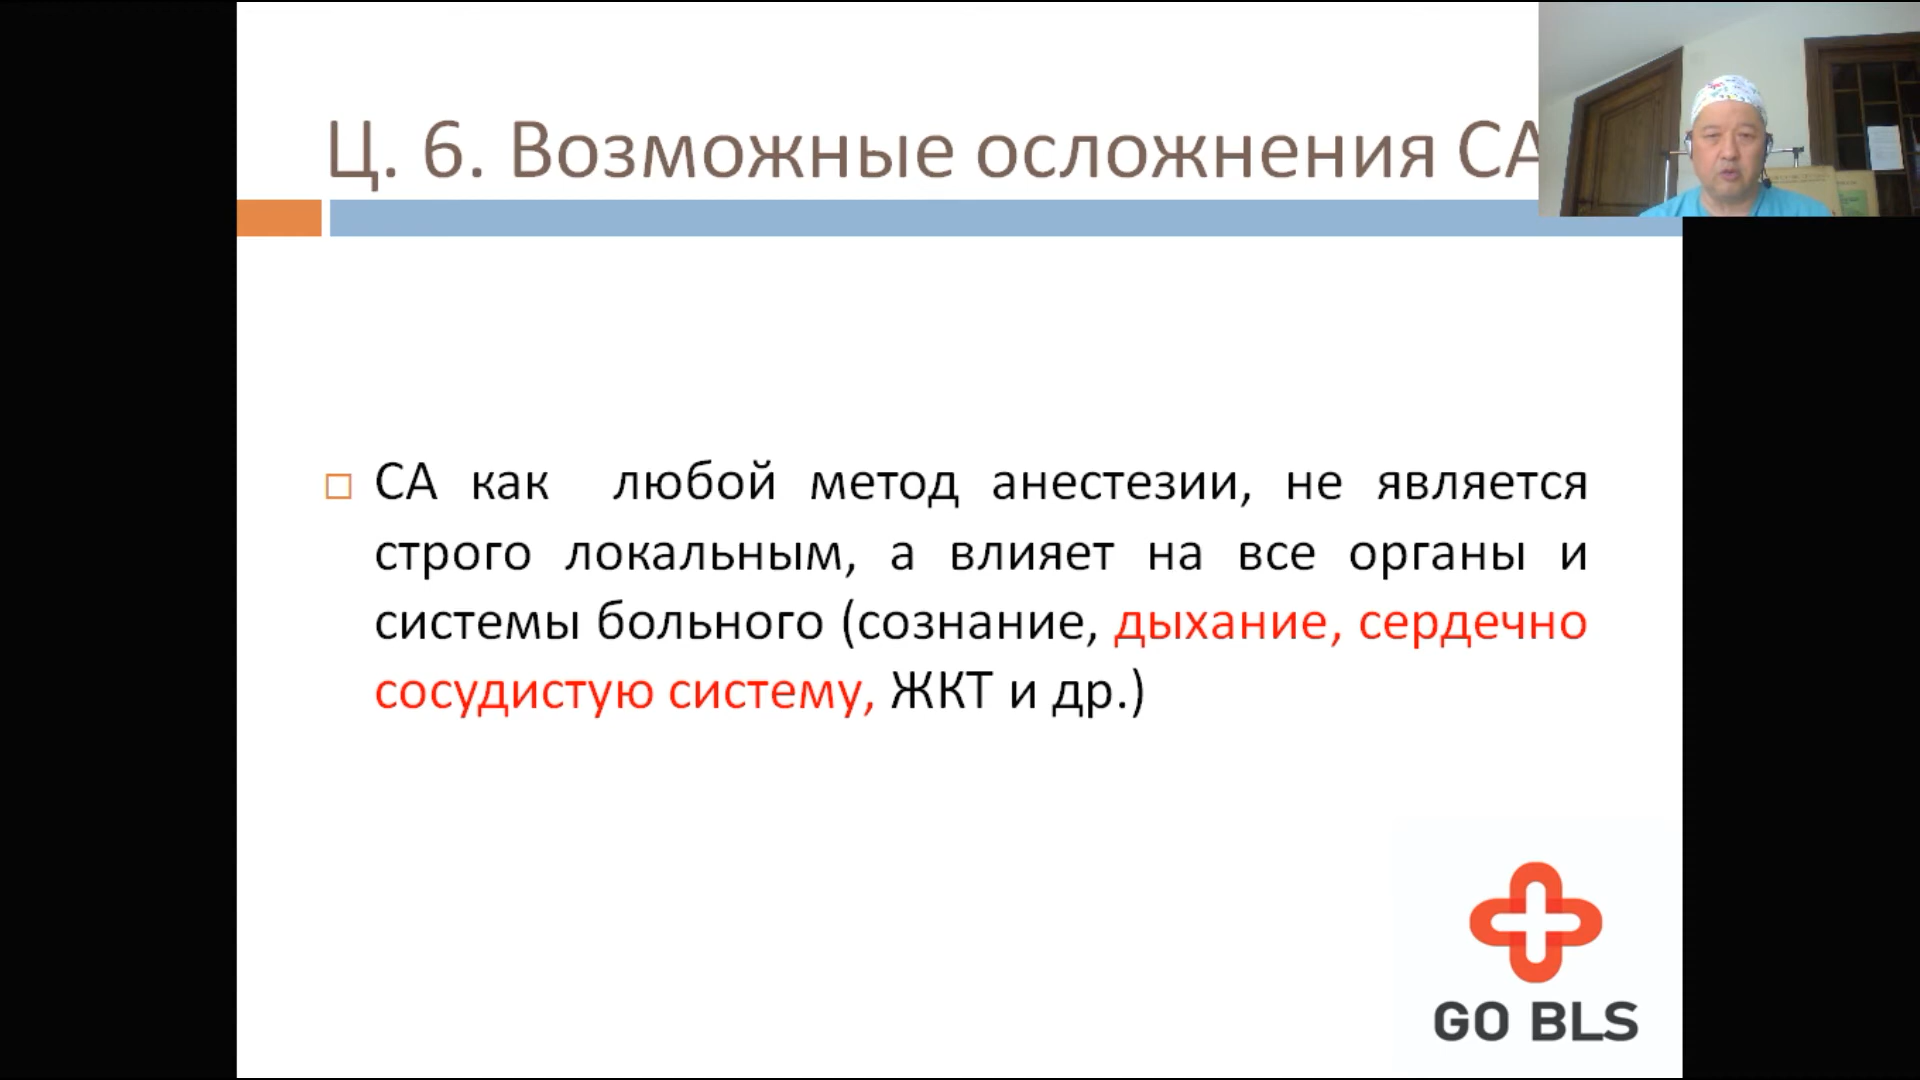 Ц. 6. Возможные осложнения СА
СА как любой метод анестезии, не является
строго локальным, а влияет на все органы и
системы больного (сознание, дыхание, сердечно
сосудистую систему, ЖКТ и др.)
GO BLS